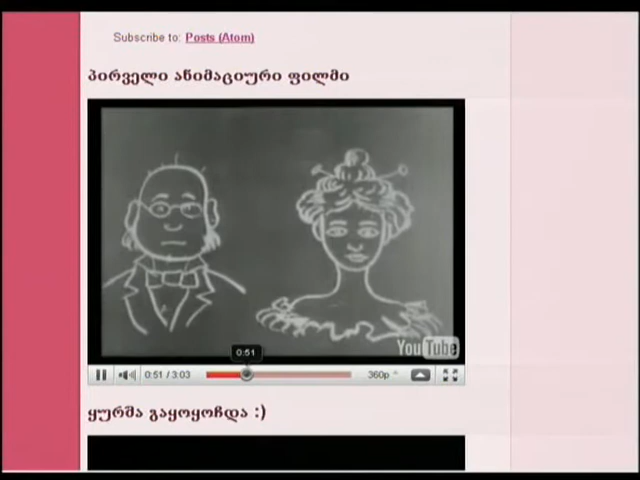 Subscribe to: Posts (Atom)
პირველი ანიმაციური ფილმი
YouTube
0:51
0:51 / 3:03
360p
ყურშა გაყოყოჩდა :)